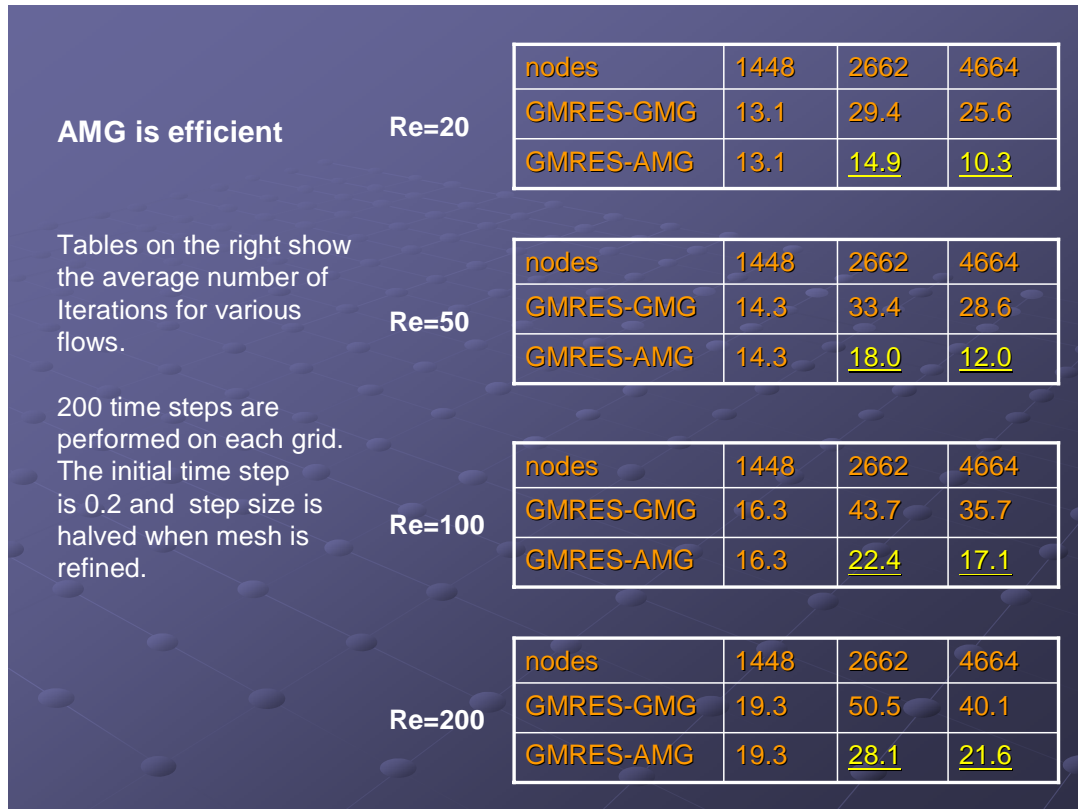 AMG is efficient
Tables on the right show
the average number of
Iterations for various
flows.
200 time steps are
performed on each grid.
The initial time step
is 0.2 and step size is
halved when mesh is
refined.
Re=20
nodes 1448 2662 4664
GMRES-GMG 13.1 29.4 25.6
GMRES-AMG 13.1 14.9 10.3
Re=50
nodes 1448 2662 4664
GMRES-GMG 14.3 33.4 28.6
GMRES-AMG 14.3 18.0 12.0
Re=100
nodes 1448 2662 4664
GMRES-GMG 16.3 43.7 35.7
GMRES-AMG 16.3 22.4 17.1
Re=200
nodes 1448 2662 4664
GMRES-GMG 19.3 50.5 40.1
GMRES-AMG 19.3 28.1 21.6